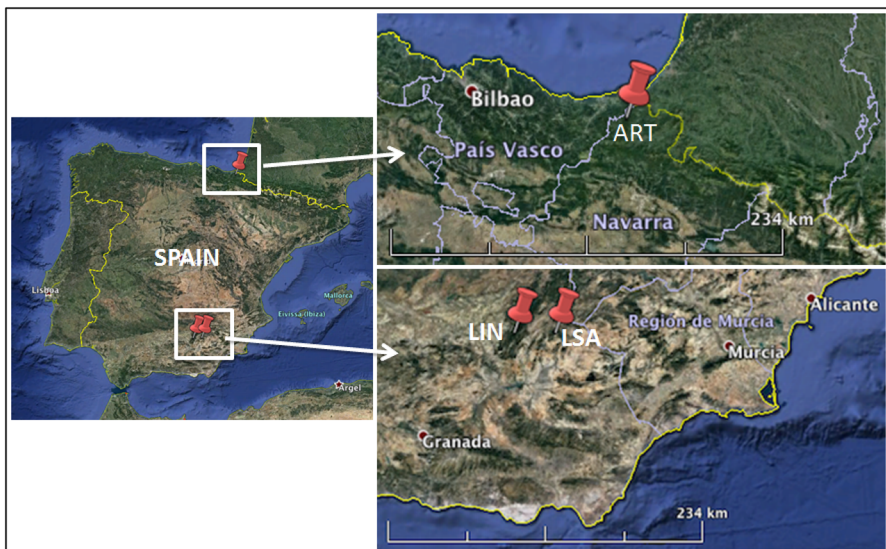 SPAIN
Lisboa
Mallorca
Eivissa (Ibiza)
Argel
Bilbao
ART
País Vasco
Navarra
234 km
LIN
LSA
Región de Murcia
Alicante
Murcia
Granada
234 km